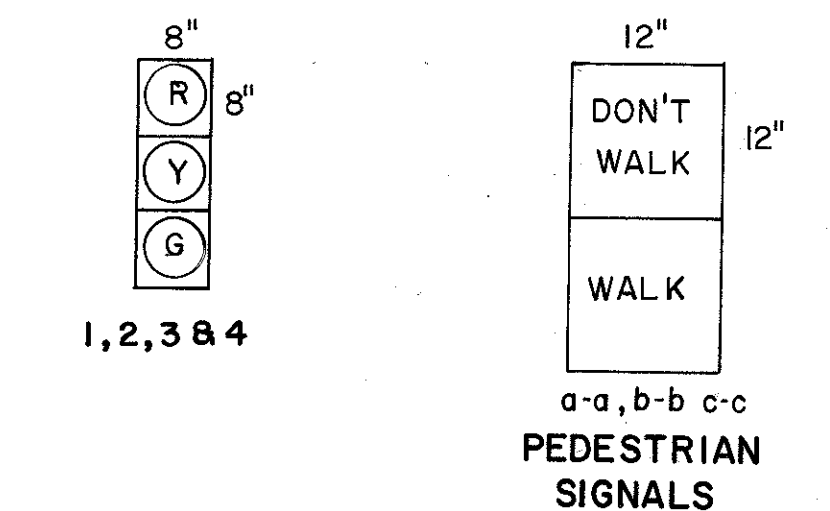 8"
R
8"
Y
G
1,2,3 & 4
12"
DON'T
WALK
12"
WALK
a-a, b-b c-c
PEDESTRIAN
SIGNALS